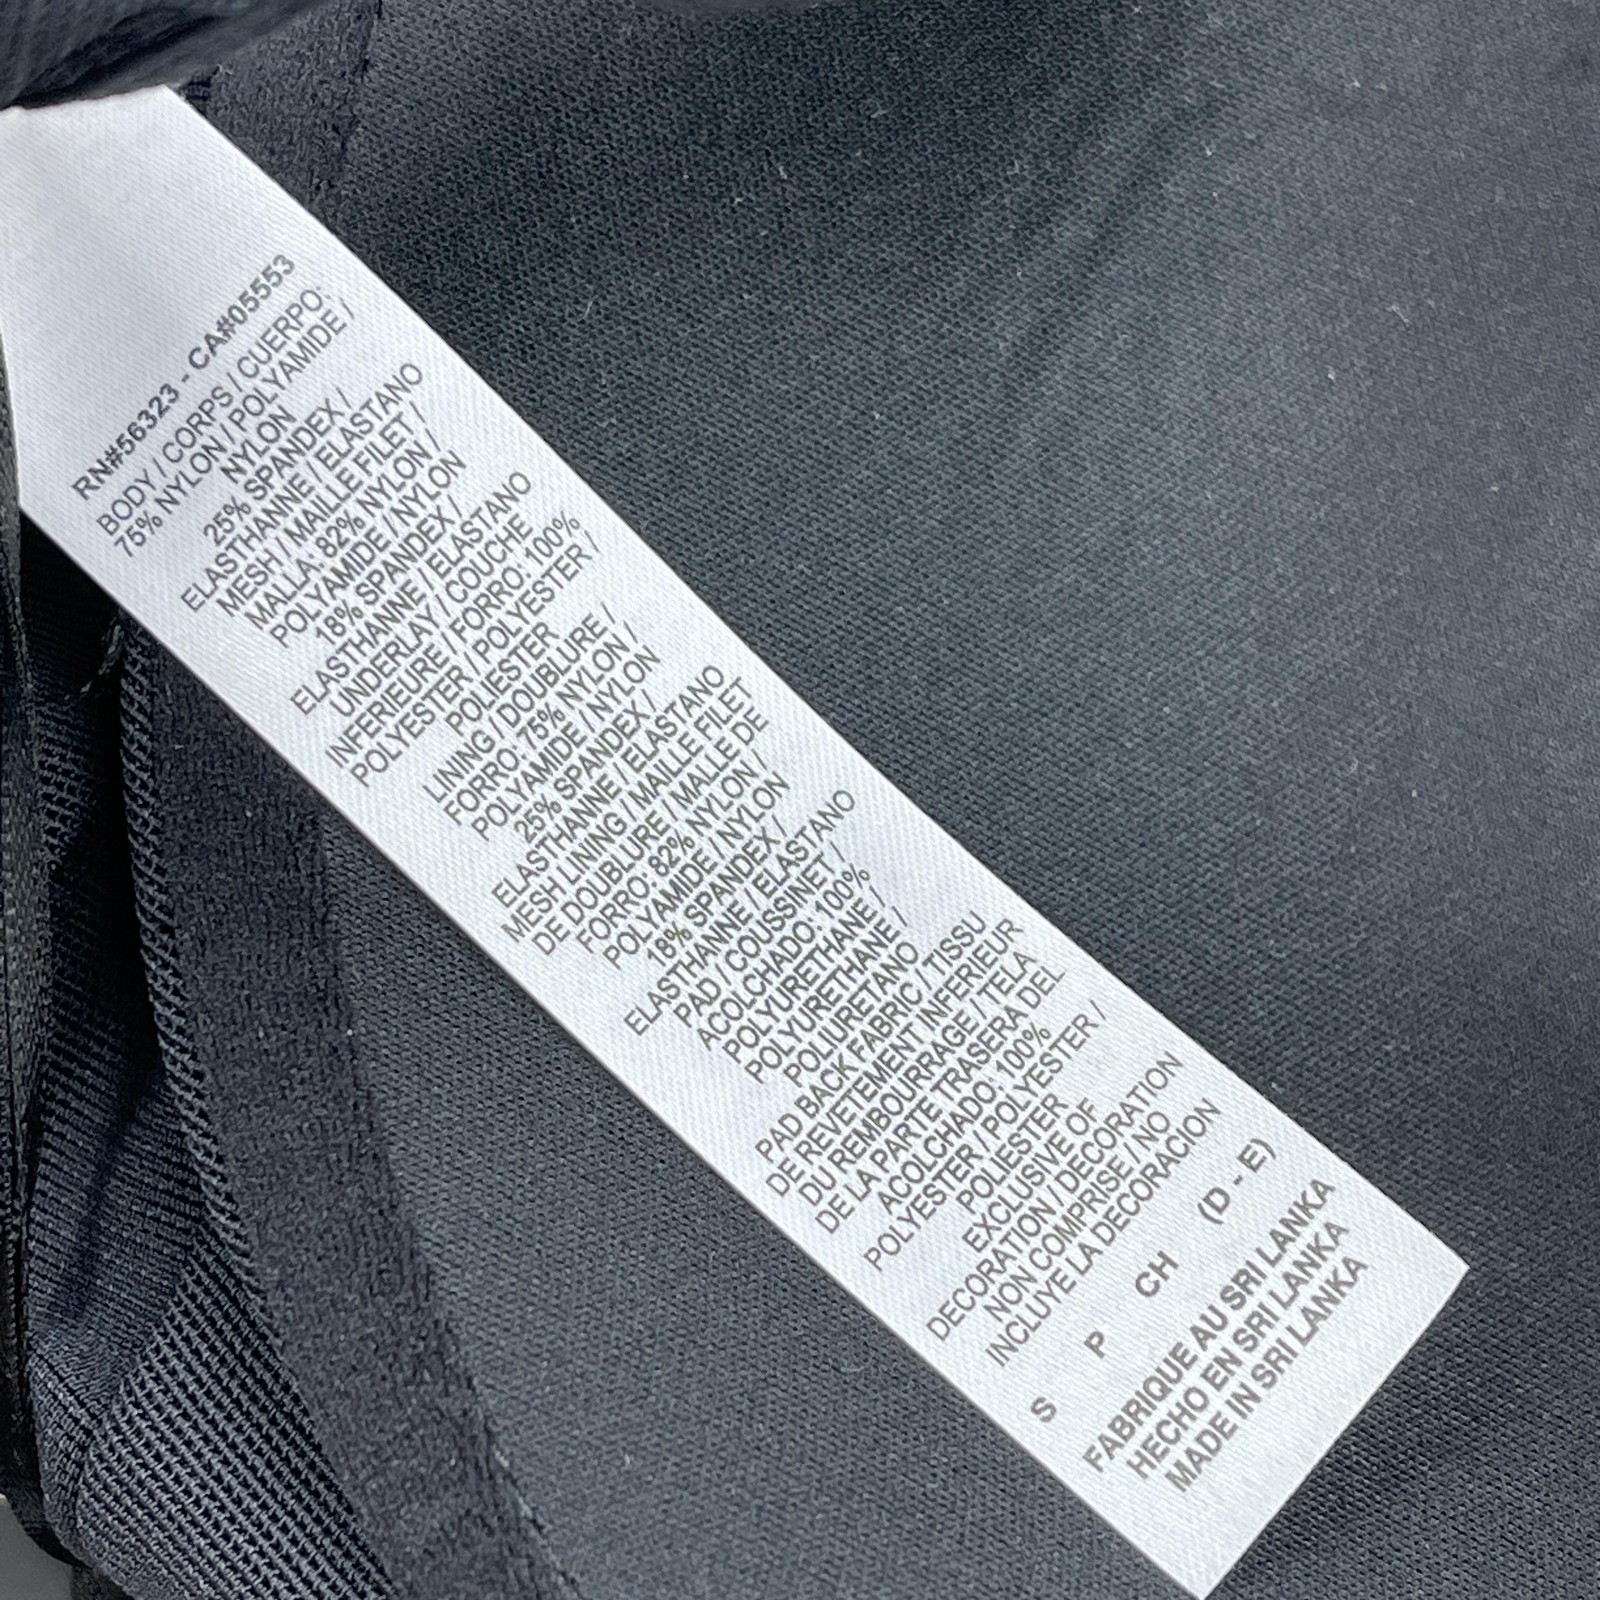 RN#56323 - CA#05553
BODY / CORPS / CUERPO:
75% NYLON / POLYAMIDE /
NYLON
25% SPANDEX /
ELASTHANNE / ELASTANO
MESH / MAILLE FILET /
MALLA: 82% NYLON /
POLYAMIDE / NYLON
18% SPANDEX /
ELASTHANNE / ELASTANO
UNDERLAY / COUCHE
INFERIEURE / FORRO: 100%
POLYESTER / POLYESTER /
POLIESTER
LINING / DOUBLURE /
FORRO: 75% NYLON /
POLYAMIDE / NYLON
25% SPANDEX /
ELASTHANNE / ELASTANO
MESH LINING / MAILLE FILET
DE DOUBLURE / MALLE DE
FORRO: 82% NYLON /
POLYAMIDE / NYLON
18% SPANDEX /
ELASTHANNE / ELASTANO
PAD / COUSSINET /
ACOLCHADO: 100%
POLYURETHANE /
POLYURETHANE /
POLIURETANO
PAD BACK FABRIC / TISSU
DE REVETEMENT INFERIEUR
DU REMBOURRAGE / TELA
DE LA PARTE TRASERA DEL
ACOLCHADO: 100%
POLYESTER / POLYESTER /
POLIESTER
EXCLUSIVE OF
DECORATION / DECORATION
NON COMPRISE / NO
INCLUYE LA DECORACION
S P CH (D - E)
FABRIQUE AU SRI LANKA
HECHO EN SRI LANKA
MADE IN SRI LANKA